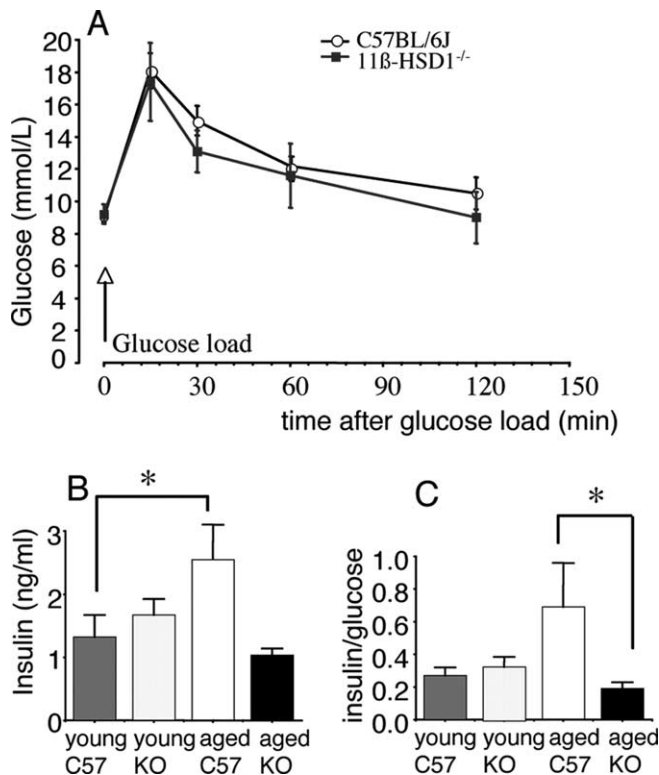 A
C57BL/6J
11ß-HSD1-/-
Glucose (mmol/L)
20
18
16
14
12
10
8
6
4
2
0
Glucose load
0 30 60 90 120 150
time after glucose load (min)
B
*
Insulin (ng/ml)
3
2
1
0
young young aged aged
C57 KO C57 KO
C
*
insulin/glucose
1.0
0.8
0.6
0.4
0.2
0.0
young young aged aged
C57 KO C57 KO